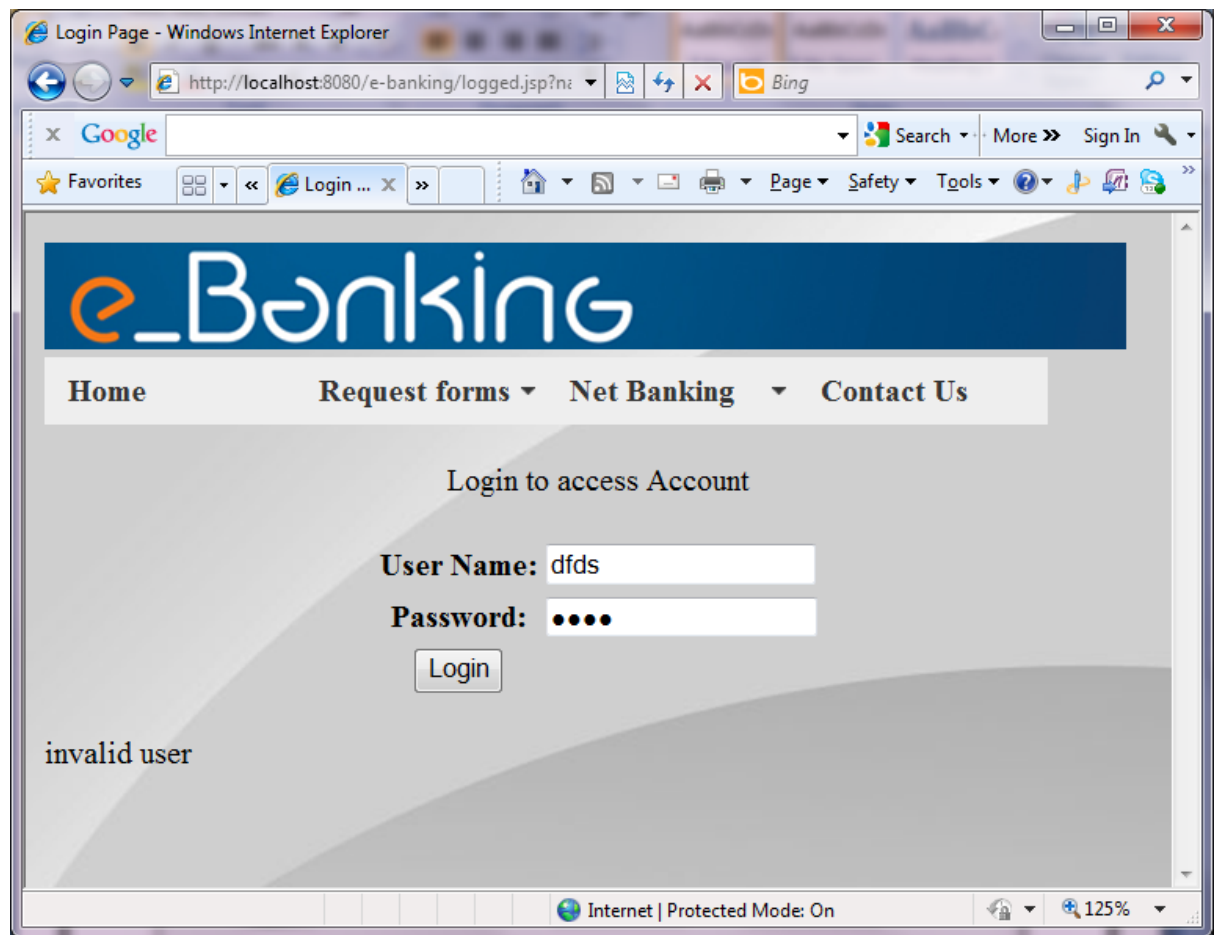 Login Page - Windows Internet Explorer
http://localhost:8080/e-banking/logged.jsp?na Bing
x Google Search More >> Sign In
Favorites << Login ... x >> Page Safety Tools >>
e_Banking
Home Request forms Net Banking Contact Us
Login to access Account
User Name: dfds
Password: ●●●●
Login
invalid user
Internet | Protected Mode: On 125%